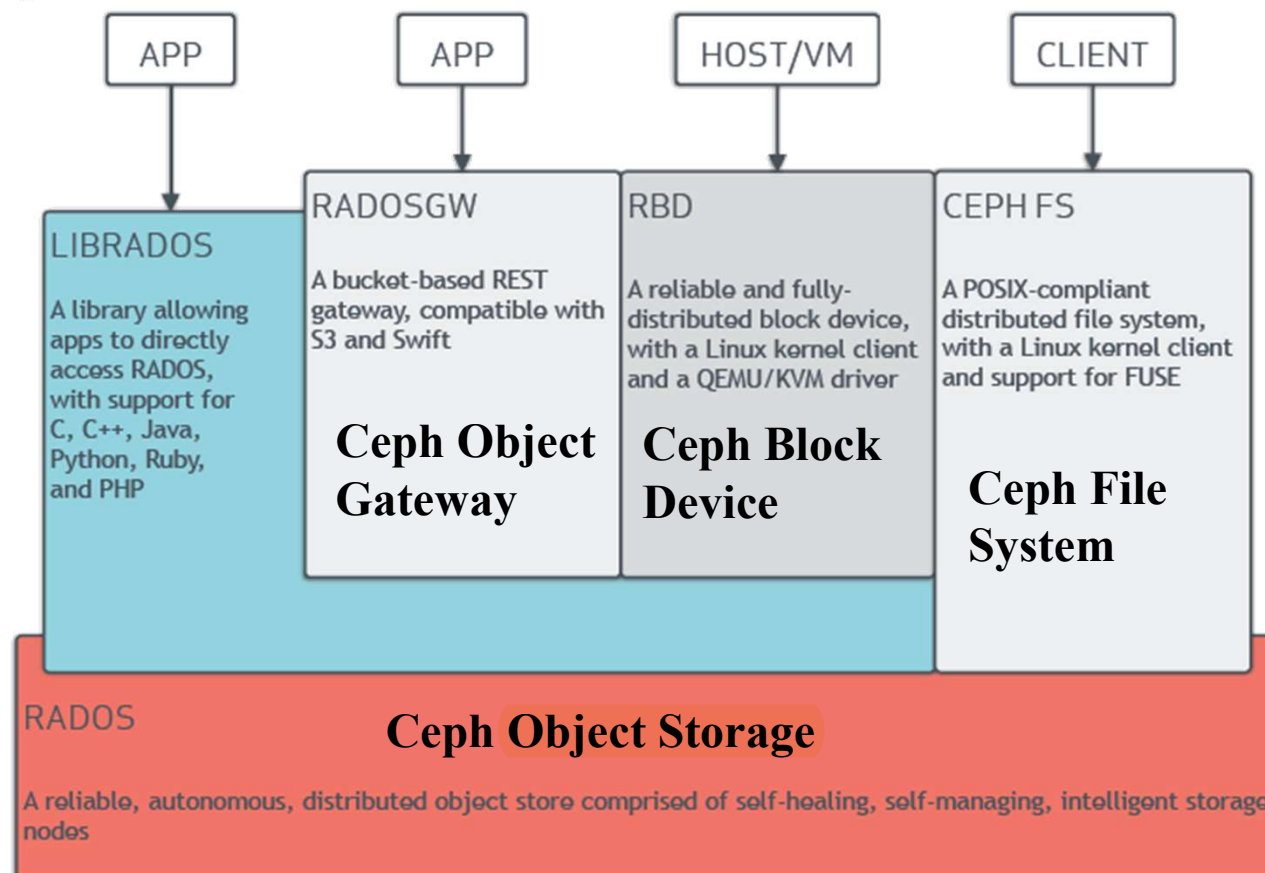 APP
APP
HOST/VM
CLIENT
LIBRADOS
A library allowing
apps to directly
access RADOS,
with support for
C, C++, Java,
Python, Ruby,
and PHP
RADOSGW
A bucket-based REST
gateway, compatible with
S3 and Swift
Ceph Object
Gateway
RBD
A reliable and fully-
distributed block device,
with a Linux kernel client
and a QEMU/KVM driver
Ceph Block
Device
CEPH FS
A POSIX-compliant
distributed file system,
with a Linux kernel client
and support for FUSE
Ceph File
System
RADOS
Ceph Object Storage
A reliable, autonomous, distributed object store comprised of self-healing, self-managing, intelligent storage
nodes